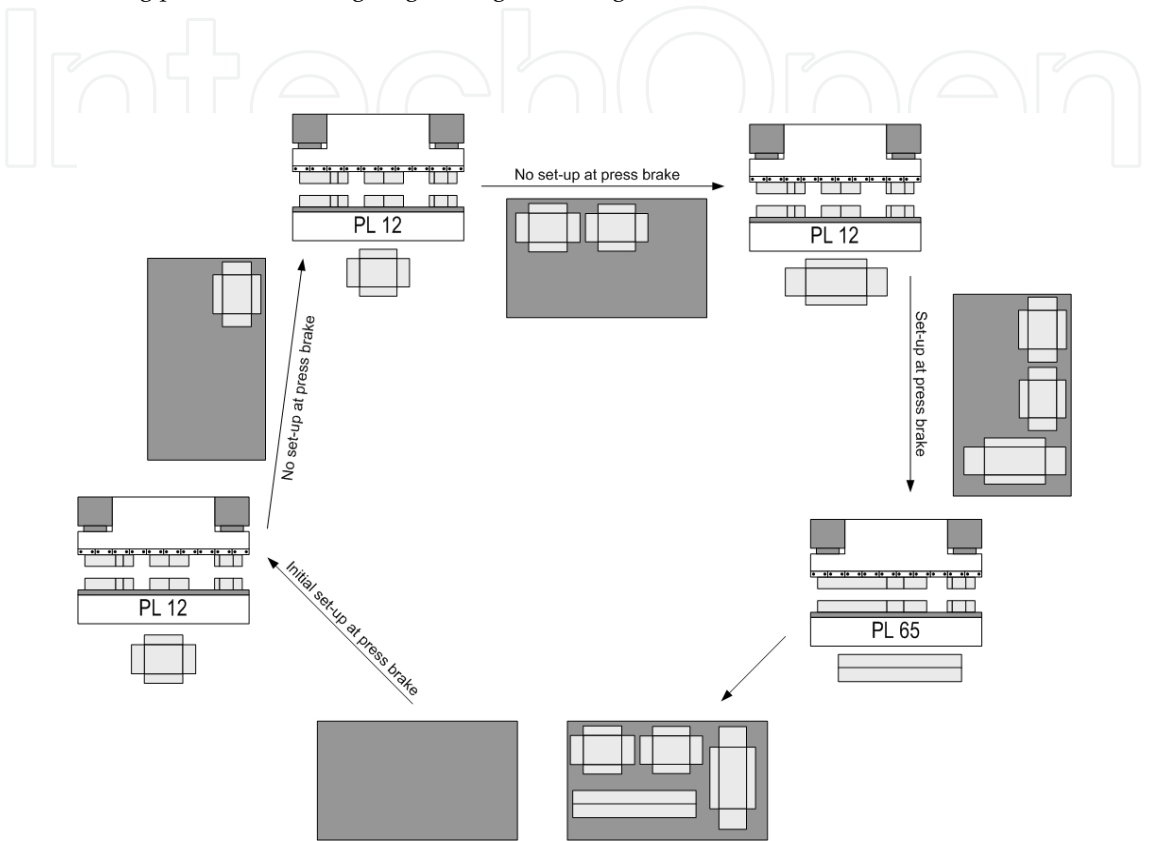 IntechOpen
No set-up at press brake
PL 12
PL 12
No set-up at press brake
Set-up at press brake
PL 12
PL 65
Initial set-up at press brake